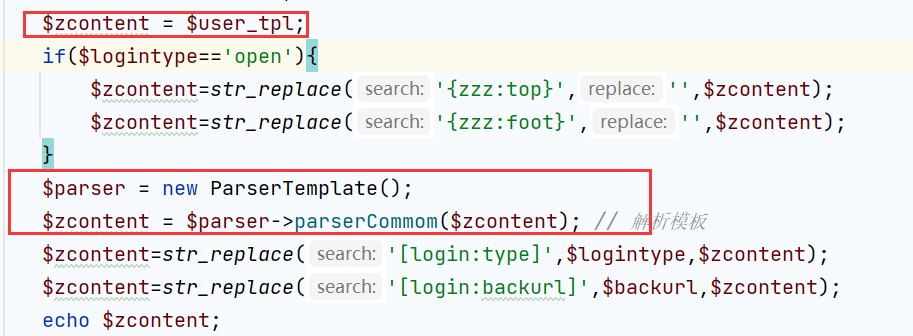 $zcontent = $user_tpl;
if($logintype=='open'){
$zcontent=str_replace( search: '{zzz:top}', replace: '',$zcontent);
$zcontent=str_replace( search: '{zzz:foot}', replace: '',$zcontent);
}
$parser = new ParserTemplate();
$zcontent = $parser->parserCommom($zcontent); // 解析模板
$zcontent=str_replace( search: '[login:type]',$logintype,$zcontent);
$zcontent=str_replace( search: '[login:backurl]',$backurl,$zcontent);
echo $zcontent;